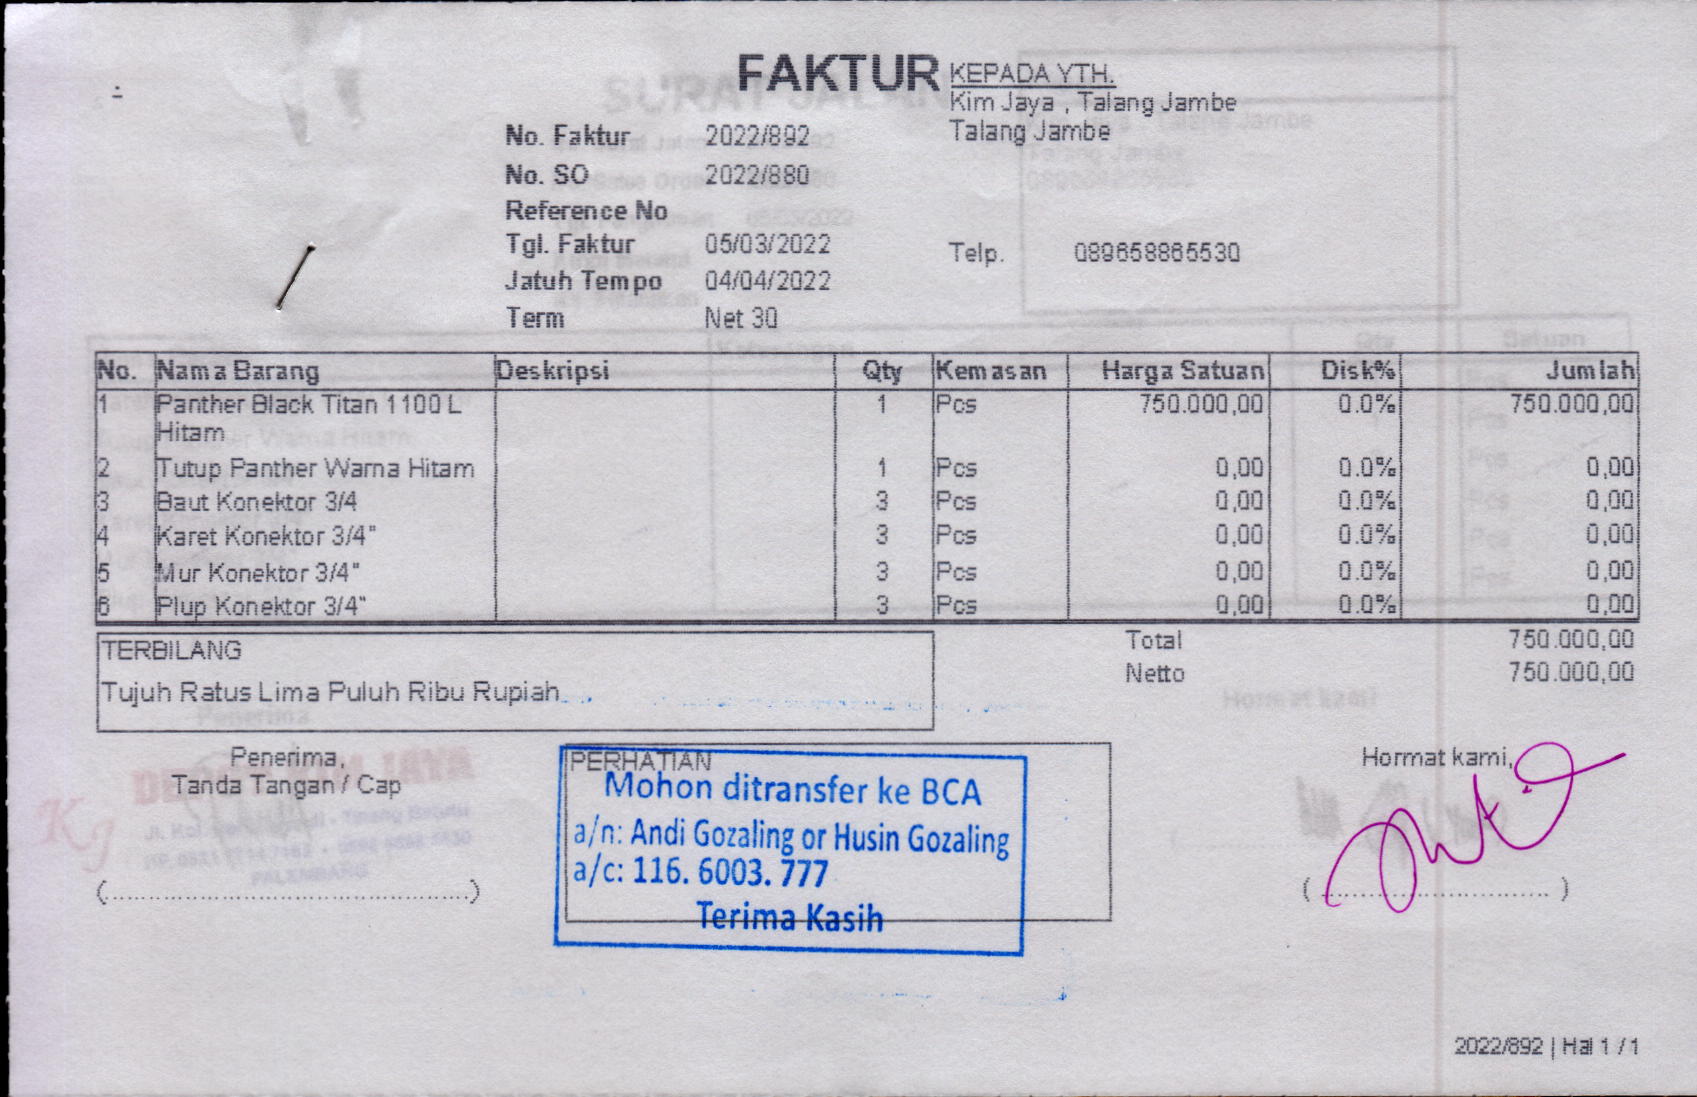 FAKTUR
KEPADA YTH.
Kim Jaya , Talang Jambe
Talang Jambe
No. Faktur 2022/892
No. SO 2022/880
Reference No
Tgl. Faktur 05/03/2022
Telp. 089658865530
Jatuh Tempo 04/04/2022
Term Net 30
No. Nama Barang Deskripsi Qty Kemasan Harga Satuan Disk% Jumlah
1 Panther Black Titan 1100 L 1 Pcs 750.000,00 0.0% 750.000,00
Hitam
2 Tutup Panther Warna Hitam 1 Pcs 0,00 0.0% 0,00
3 Baut Konektor 3/4 3 Pcs 0,00 0.0% 0,00
4 Karet Konektor 3/4" 3 Pcs 0,00 0.0% 0,00
5 Mur Konektor 3/4" 3 Pcs 0,00 0.0% 0,00
6 Plup Konektor 3/4" 3 Pcs 0,00 0.0% 0,00
Total 750.000,00
Netto 750.000,00
TERBILANG
Tujuh Ratus Lima Puluh Ribu Rupiah
Penerima,
Tanda Tangan / Cap
PERHATIAN
Mohon ditransfer ke BCA
a/n: Andi Gozaling or Husin Gozaling
a/c: 116. 6003. 777
Terima Kasih
Hormat kami,
2022/892 | Hal 1 / 1